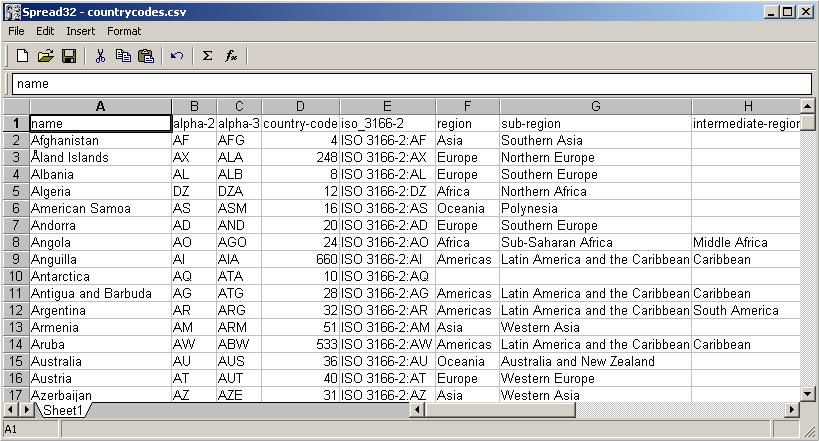 Spread32 - countrycodes.csv
File Edit Insert Format
Σ fx
name
A B C D E F G H
1 name alpha-2 alpha-3 country-code iso_3166-2 region sub-region intermediate-region
2 Afghanistan AF AFG 4 ISO 3166-2:AF Asia Southern Asia
3 Åland Islands AX ALA 248 ISO 3166-2:AX Europe Northern Europe
4 Albania AL ALB 8 ISO 3166-2:AL Europe Southern Europe
5 Algeria DZ DZA 12 ISO 3166-2:DZ Africa Northern Africa
6 American Samoa AS ASM 16 ISO 3166-2:AS Oceania Polynesia
7 Andorra AD AND 20 ISO 3166-2:AD Europe Southern Europe
8 Angola AO AGO 24 ISO 3166-2:AO Africa Sub-Saharan Africa Middle Africa
9 Anguilla AI AIA 660 ISO 3166-2:AI Americas Latin America and the Caribbean Caribbean
10 Antarctica AQ ATA 10 ISO 3166-2:AQ
11 Antigua and Barbuda AG ATG 28 ISO 3166-2:AG Americas Latin America and the Caribbean Caribbean
12 Argentina AR ARG 32 ISO 3166-2:AR Americas Latin America and the Caribbean South America
13 Armenia AM ARM 51 ISO 3166-2:AM Asia Western Asia
14 Aruba AW ABW 533 ISO 3166-2:AW Americas Latin America and the Caribbean Caribbean
15 Australia AU AUS 36 ISO 3166-2:AU Oceania Australia and New Zealand
16 Austria AT AUT 40 ISO 3166-2:AT Europe Western Europe
17 Azerbaijan AZ AZE 31 ISO 3166-2:AZ Asia Western Asia
Sheet1
A1